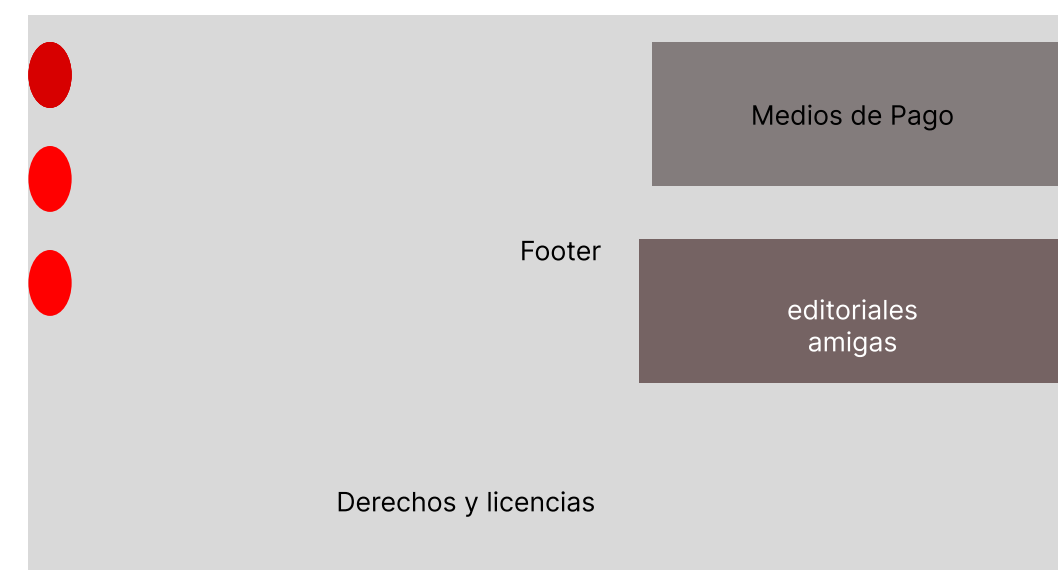 Medios de Pago
Footer
editoriales
amigas
Derechos y licencias